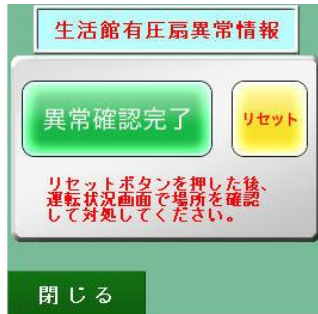 生活館有圧扇異常情報
異常確認完了
リセット
リセットボタンを押した後、
運転状況画面で場所を確認
して対処してください。
閉じる